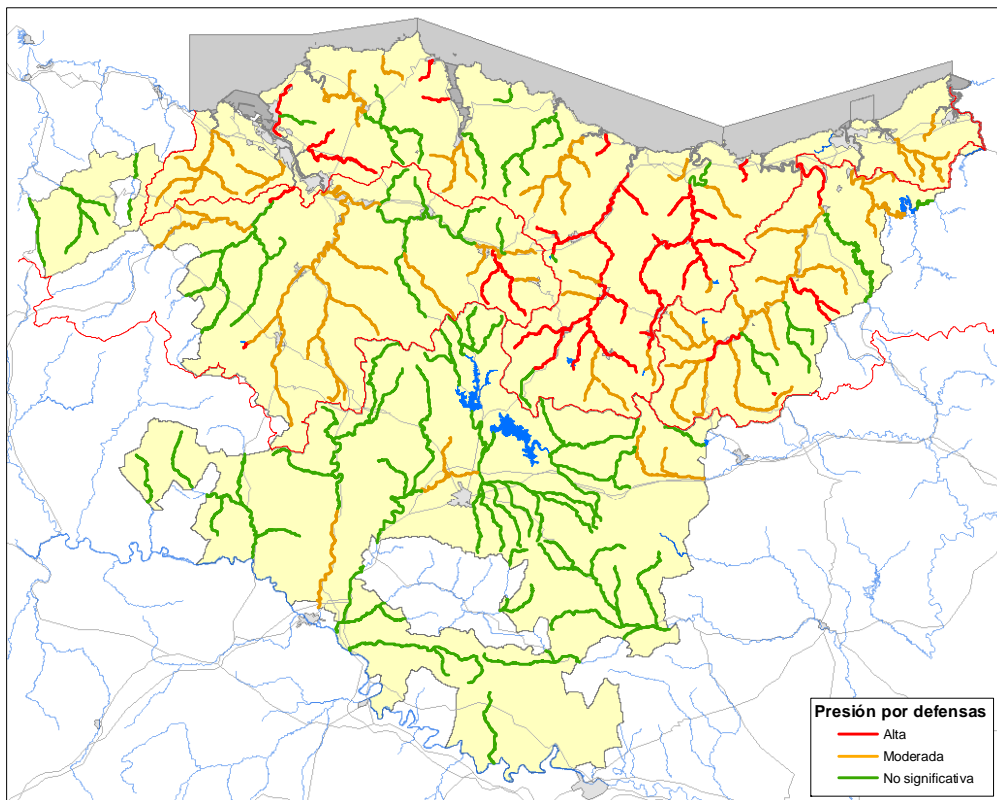 Presión por defensas
Alta
Moderada
No significativa